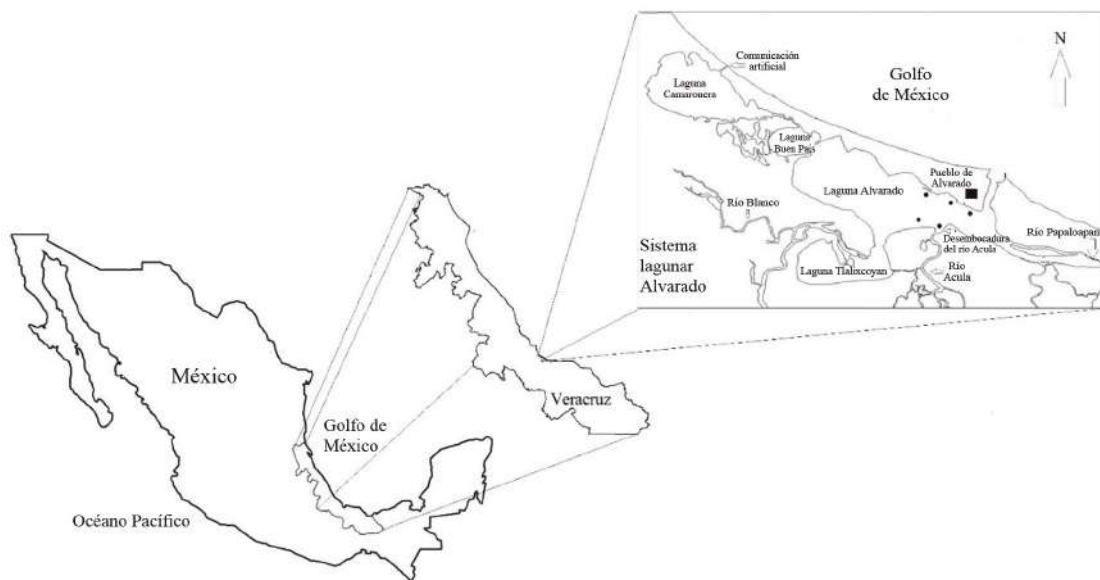 Comunicación
artificial
N
Golfo
de México
Laguna
Camaronera
Laguna
Buen País
Pueblo de
Alvarado
Laguna Alvarado
Río Blanco
Río Papaloapan
Desembocadura
del río Acula
Sistema
lagunar
Alvarado
Laguna Tlalixcoyan
Río
Acula
México
Veracruz
Golfo de
México
Océano Pacífico